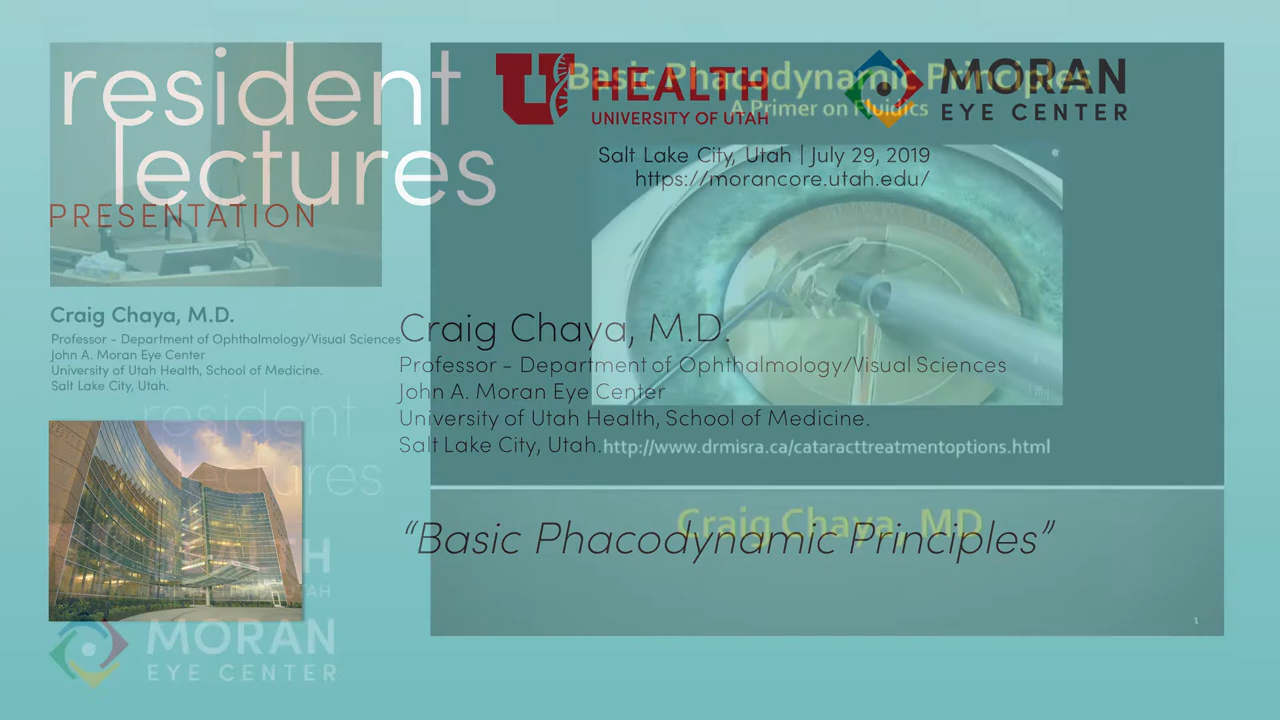 resident
lectures
PRESENTATION
HEALTH
UNIVERSITY OF UTAH
MORAN
EYE CENTER
Basic Phacodynamic Principles
A Primer on Fluidics
Salt Lake City, Utah | July 29, 2019
https://morancore.utah.edu/
Craig Chaya, M.D.
Professor - Department of Ophthalmology/Visual Sciences
John A. Moran Eye Center
University of Utah Health, School of Medicine.
Salt Lake City, Utah.
Craig Chaya, M.D.
Professor - Department of Ophthalmology/Visual Sciences
John A. Moran Eye Center
University of Utah Health, School of Medicine.
Salt Lake City, Utah.
http://www.drmisra.ca/cataracttreatmentoptions.html
Craig Chaya, MD
"Basic Phacodynamic Principles"
1
resident
lectures
MORAN
EYE CENTER